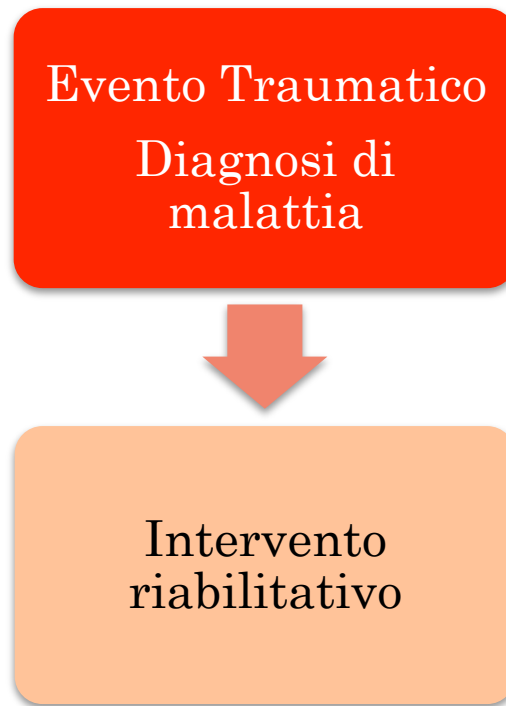 Evento Traumatico
Diagnosi di
malattia
Intervento
riabilitativo